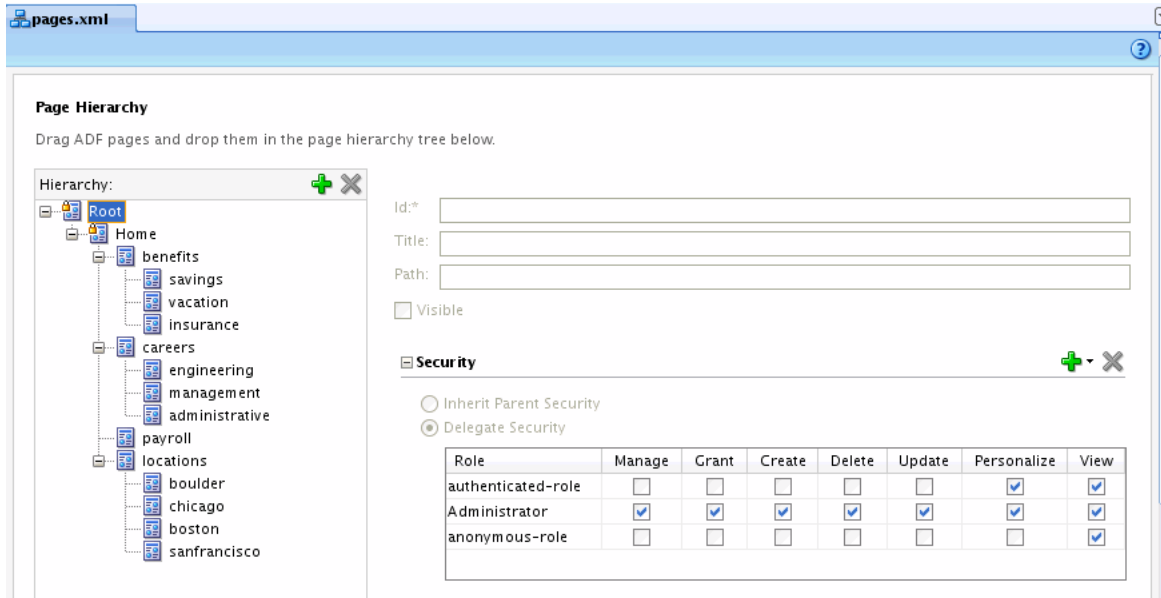 pages.xml
?
Page Hierarchy
Drag ADF pages and drop them in the page hierarchy tree below.
Hierarchy:
Root
Home
benefits
savings
vacation
insurance
careers
engineering
management
administrative
payroll
locations
boulder
chicago
boston
sanfrancisco
Id:*
Title:
Path:
Visible
Security
Inherit Parent Security
Delegate Security
Role Manage Grant Create Delete Update Personalize View
authenticated-role
Administrator
anonymous-role